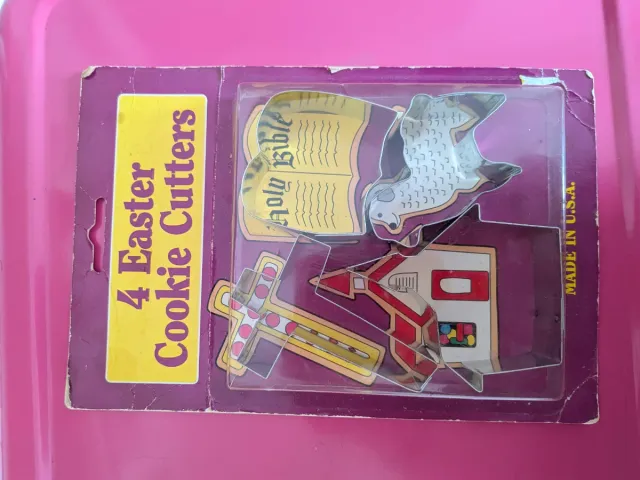 4 Easter
Cookie Cutters
Holy Bible
MADE IN U.S.A.